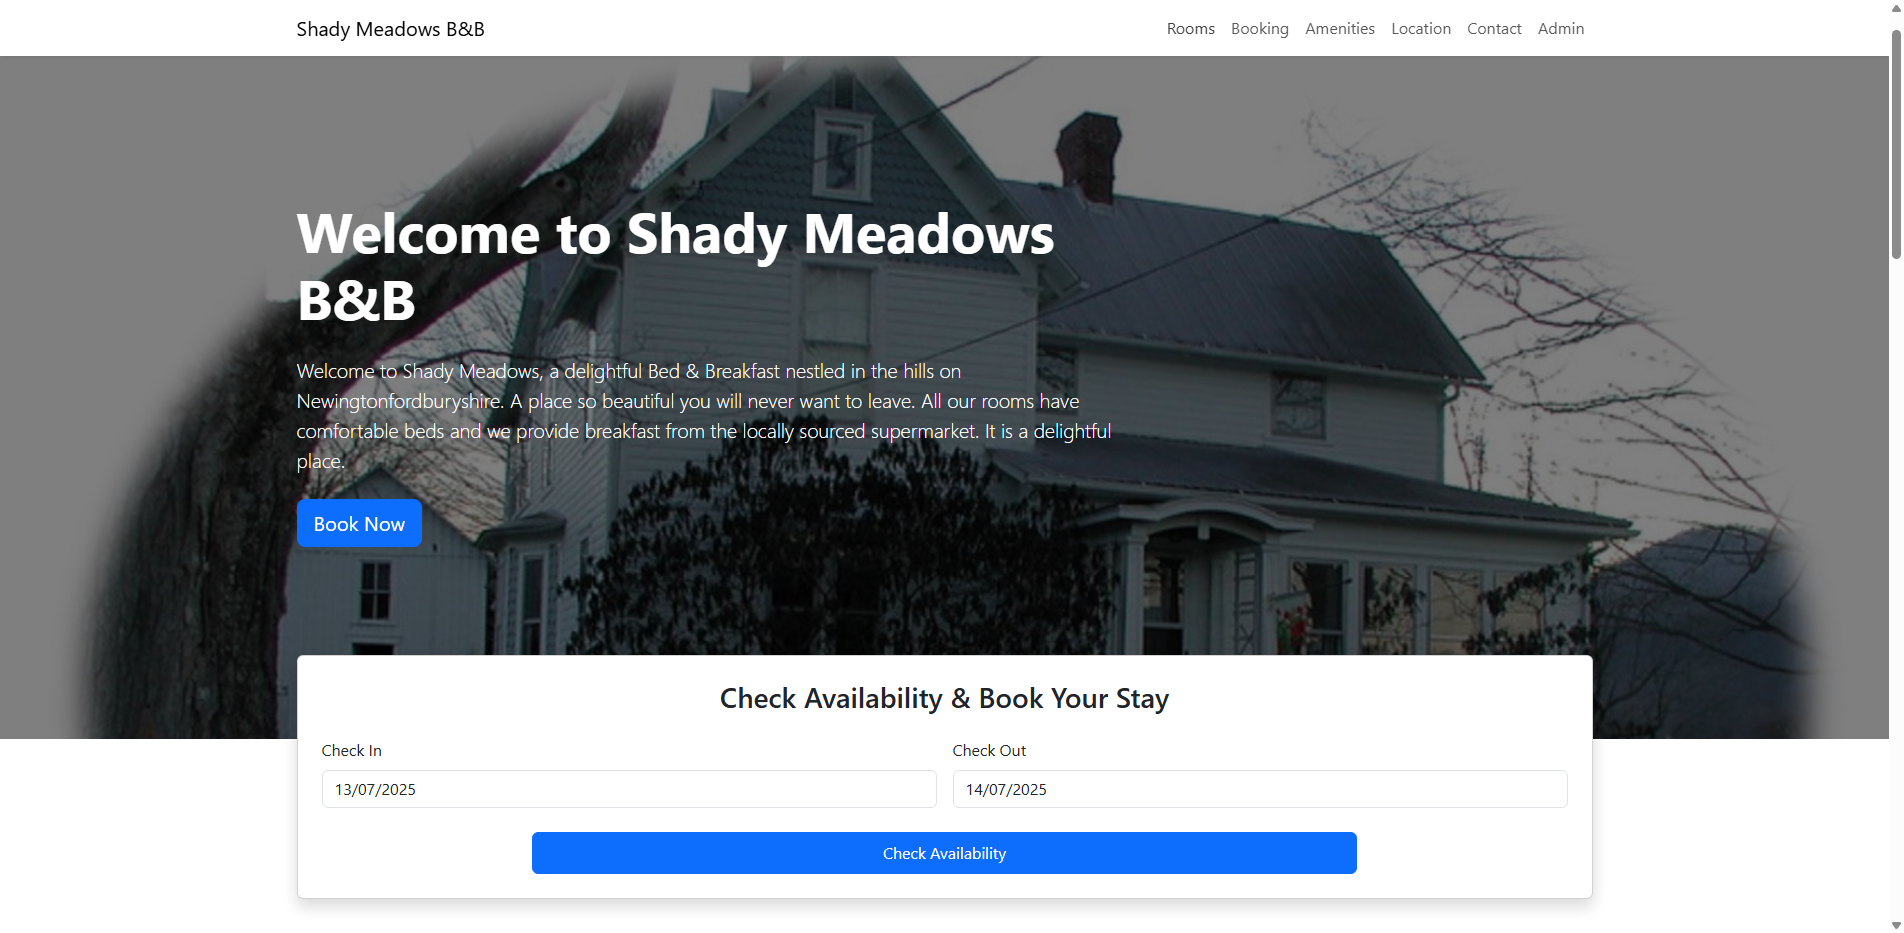 Shady Meadows B&B
Rooms Booking Amenities Location Contact Admin
Welcome to Shady Meadows
B&B
Welcome to Shady Meadows, a delightful Bed & Breakfast nestled in the hills on
Newingtonfordburyshire. A place so beautiful you will never want to leave. All our rooms have
comfortable beds and we provide breakfast from the locally sourced supermarket. It is a delightful
place.
Book Now
Check Availability & Book Your Stay
Check In
13/07/2025
Check Out
14/07/2025
Check Availability